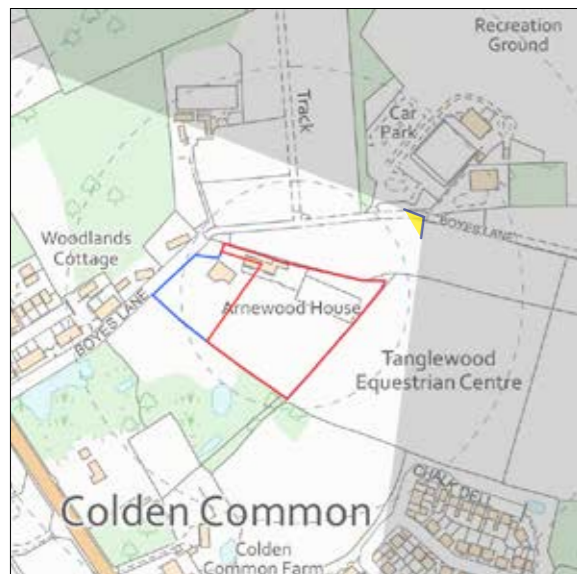 Recreation
Ground
Track
Car
Park
BOYES LANE
Woodlands
Cottage
BOYES LANE
Arnewood House
Tanglewood
Equestrian Centre
CHALK DELL
Colden Common
Colden
Common Farm